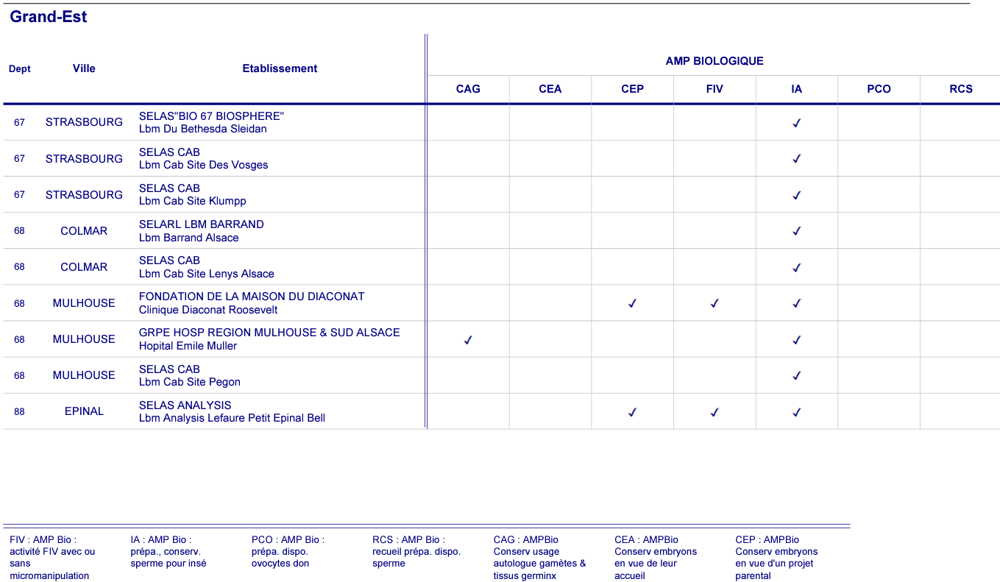 Grand-Est
Dept Ville Etablissement AMP BIOLOGIQUE
CAG CEA CEP FIV IA PCO RCS
67 STRASBOURG SELAS"BIO 67 BIOSPHERE"
Lbm Du Bethesda Sleidan ✓
67 STRASBOURG SELAS CAB
Lbm Cab Site Des Vosges ✓
67 STRASBOURG SELAS CAB
Lbm Cab Site Klumpp ✓
68 COLMAR SELARL LBM BARRAND
Lbm Barrand Alsace ✓
68 COLMAR SELAS CAB
Lbm Cab Site Lenys Alsace ✓
68 MULHOUSE FONDATION DE LA MAISON DU DIACONAT
Clinique Diaconat Roosevelt ✓ ✓ ✓
68 MULHOUSE GRPE HOSP REGION MULHOUSE & SUD ALSACE
Hopital Emile Muller ✓ ✓
68 MULHOUSE SELAS CAB
Lbm Cab Site Pegon ✓
88 EPINAL SELAS ANALYSIS
Lbm Analysis Lefaure Petit Epinal Bell ✓ ✓ ✓
FIV : AMP Bio :
activité FIV avec ou
sans
micromanipulation
IA : AMP Bio :
prépa., conserv.
sperme pour insé
PCO : AMP Bio :
prépa. dispo.
ovocytes don
RCS : AMP Bio :
recueil prépa. dispo.
sperme
CAG : AMPBio
Conserv usage
autologue gamètes &
tissus germinx
CEA : AMPBio
Conserv embryons
en vue de leur
accueil
CEP : AMPBio
Conserv embryons
en vue d'un projet
parental